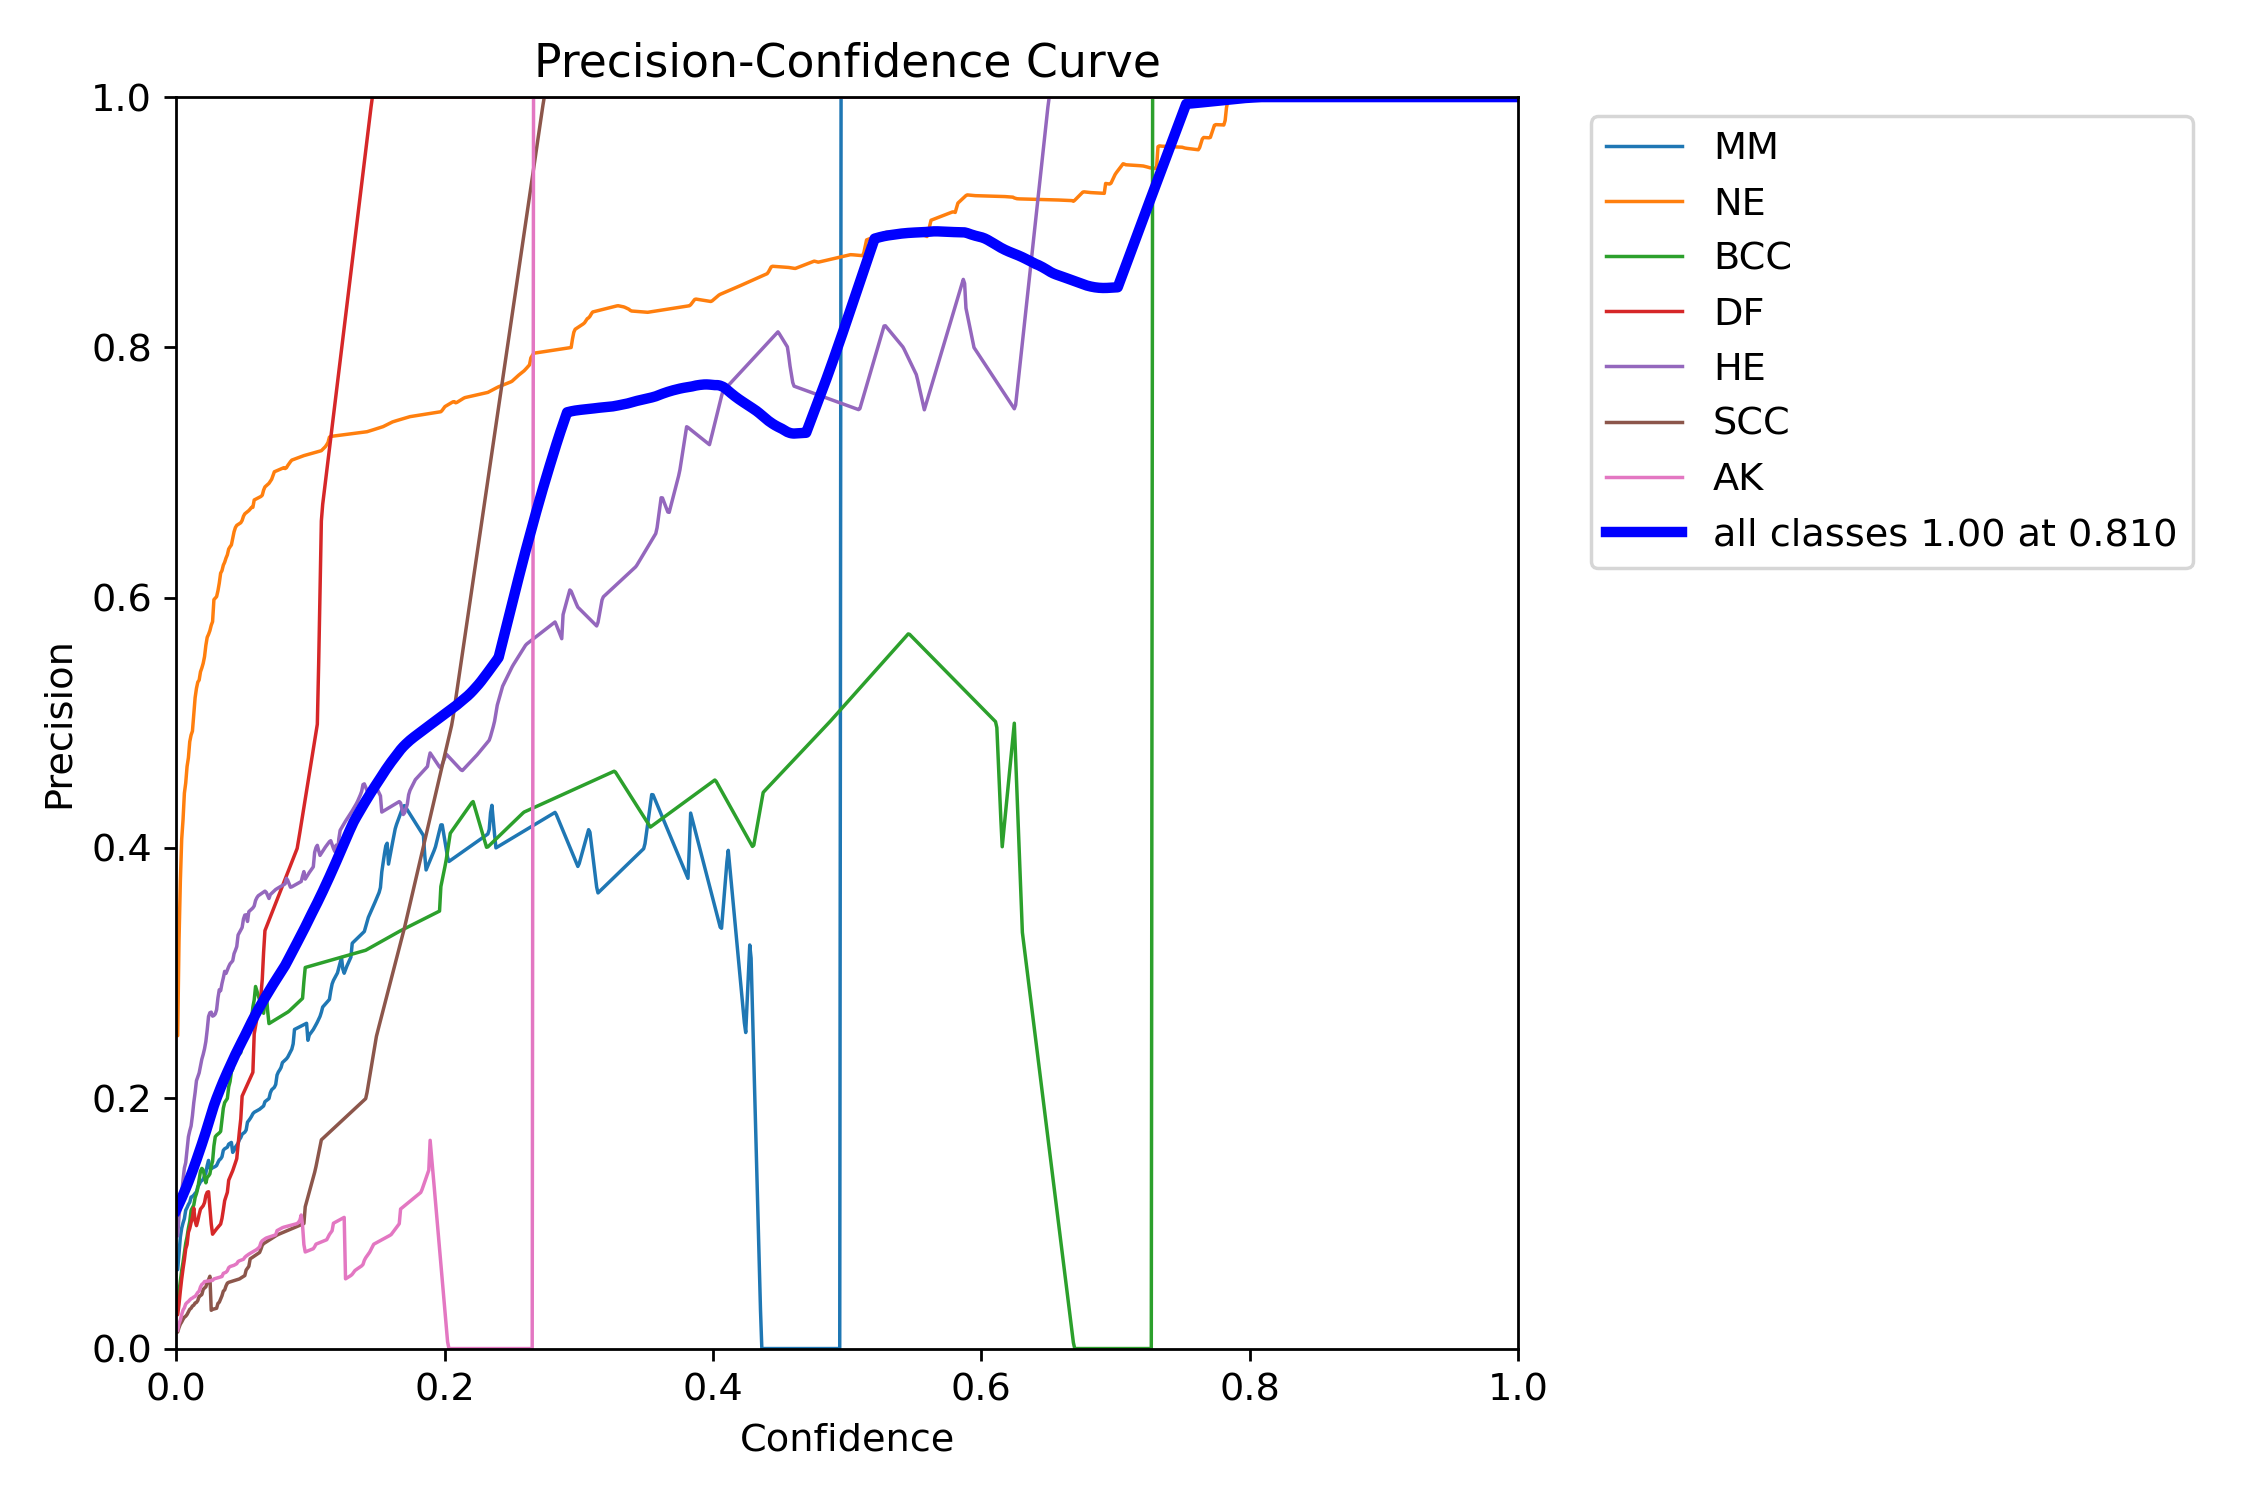 Precision-Confidence Curve
1.0
0.8
0.6
0.4
0.2
0.0
Precision
0.0 0.2 0.4 0.6 0.8 1.0
Confidence
MM
NE
BCC
DF
HE
SCC
AK
all classes 1.00 at 0.810